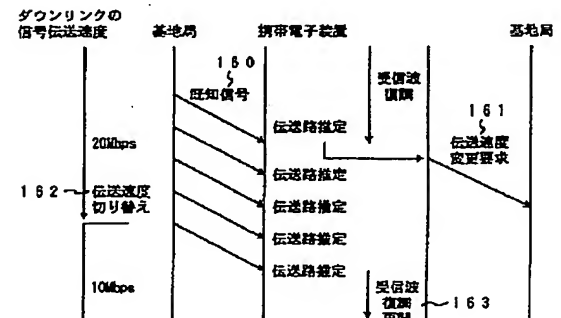 ダウンリンクの
信号伝送速度
基地局
携帯電子装置
基地局
160
既知信号
受信波
復調
161
伝送速度
変更要求
伝送路推定
20Mbps
伝送路推定
162
伝送速度
切り替え
伝送路推定
伝送路推定
伝送路推定
10Mbps
受信波
復調
再開
163